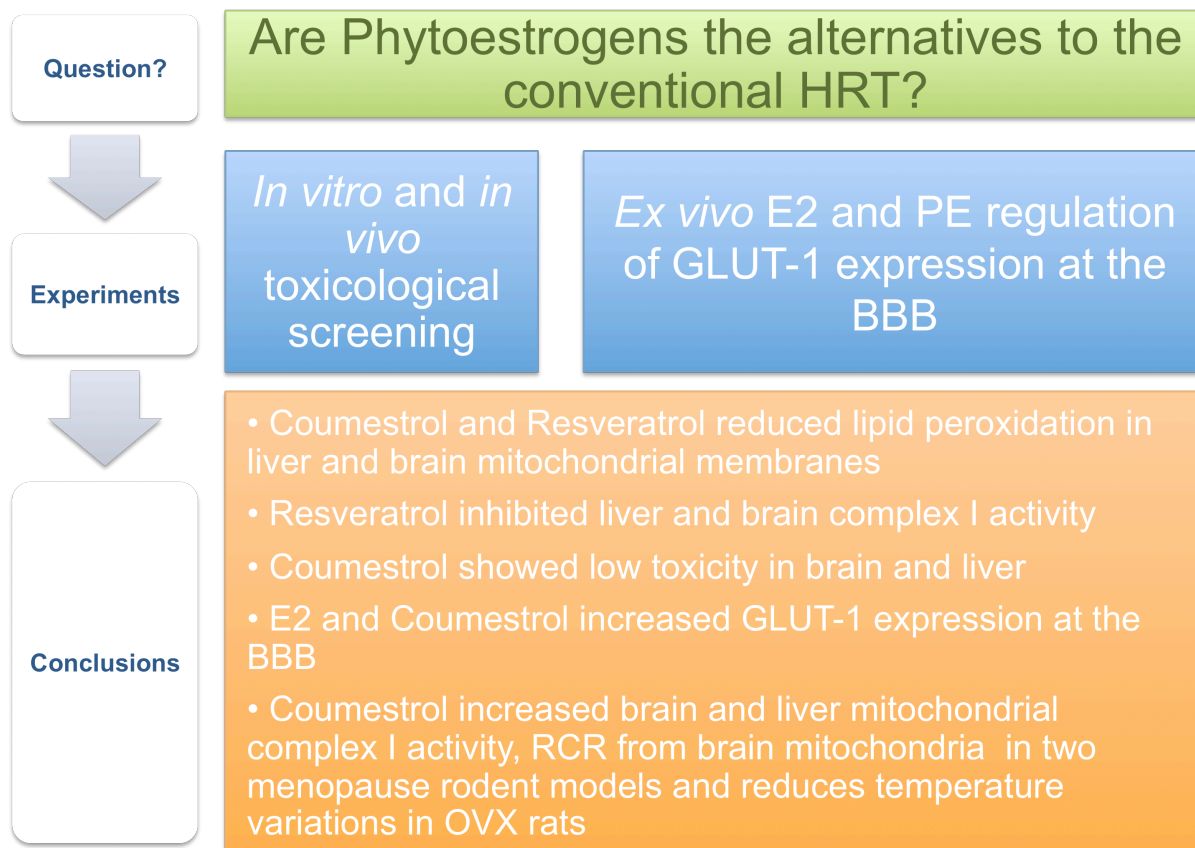 Question?
Are Phytoestrogens the alternatives to the
conventional HRT?
Experiments
In vitro and in
vivo
toxicological
screening
Ex vivo E2 and PE regulation
of GLUT-1 expression at the
BBB
Conclusions
• Coumestrol and Resveratrol reduced lipid peroxidation in
liver and brain mitochondrial membranes
• Resveratrol inhibited liver and brain complex I activity
• Coumestrol showed low toxicity in brain and liver
• E2 and Coumestrol increased GLUT-1 expression at the
BBB
• Coumestrol increased brain and liver mitochondrial
complex I activity, RCR from brain mitochondria  in two
menopause rodent models and reduces temperature
variations in OVX rats